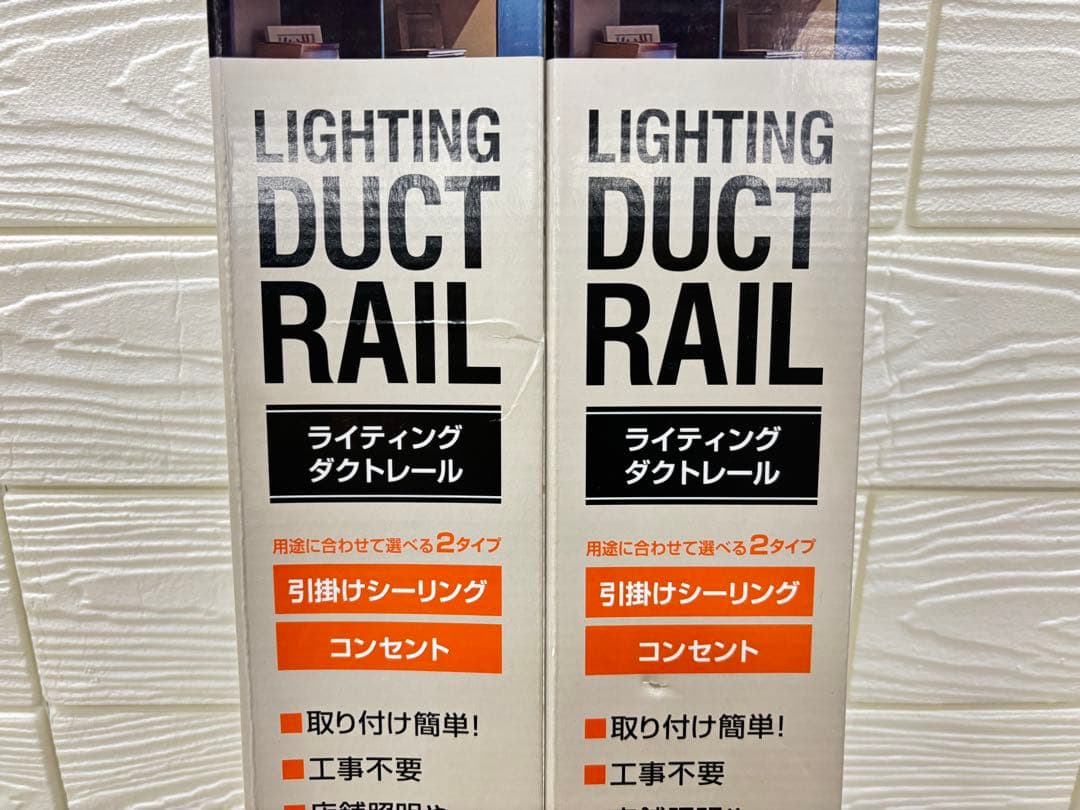 LIGHTING
DUCT
RAIL
ライティング
ダクトレール
用途に合わせて選べる2タイプ
引掛けシーリング
コンセント
■取り付け簡単!
■工事不要
LIGHTING
DUCT
RAIL
ライティング
ダクトレール
用途に合わせて選べる2タイプ
引掛けシーリング
コンセント
■取り付け簡単!
■工事不要